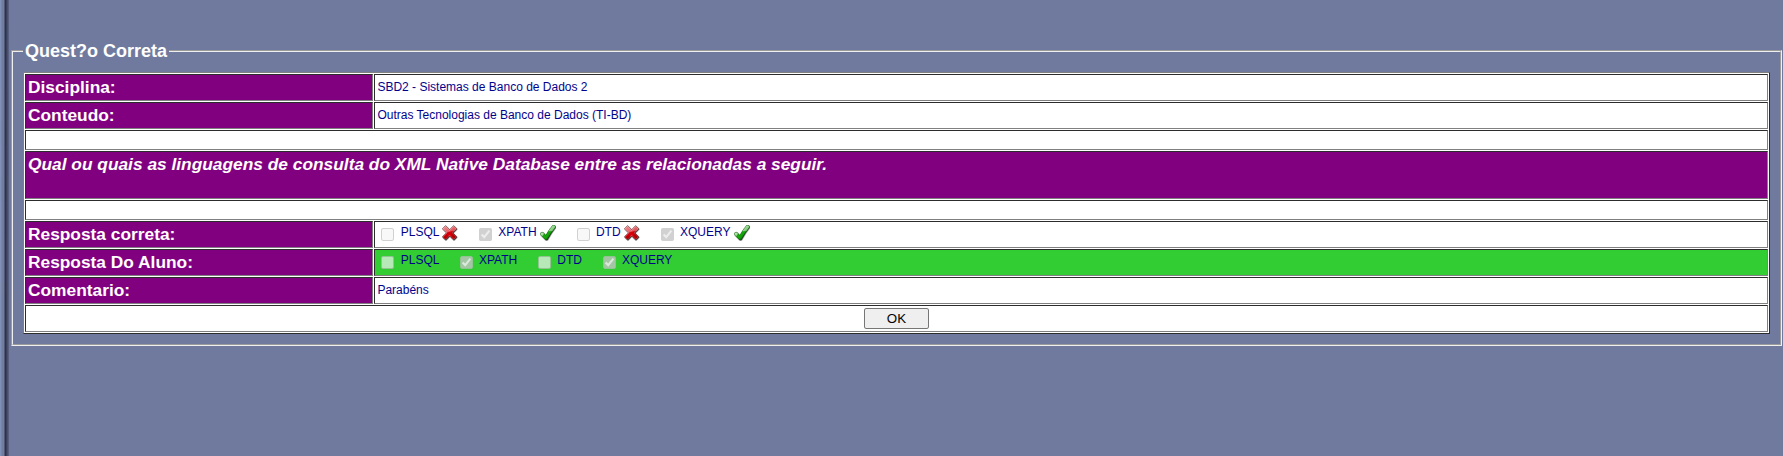 Quest?o Correta
Disciplina: SBD2 - Sistemas de Banco de Dados 2
Conteudo: Outras Tecnologias de Banco de Dados (TI-BD)
Qual ou quais as linguagens de consulta do XML Native Database entre as relacionadas a seguir.
Resposta correta: PLSQL XPATH DTD XQUERY
Resposta Do Aluno: PLSQL XPATH DTD XQUERY
Comentario: Parabéns
OK